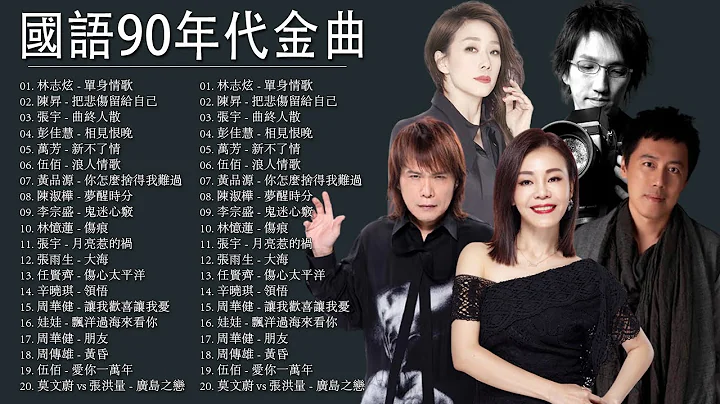 國語90年代金曲
01. 林志炫 - 單身情歌
02. 陳昇 - 把悲傷留給自己
03. 張宇 - 曲終人散
04. 彭佳慧 - 相見恨晚
05. 萬芳 - 新不了情
06. 伍佰 - 浪人情歌
07. 黃品源 - 你怎麼捨得我難過
08. 陳淑樺 - 夢醒時分
09. 李宗盛 - 鬼迷心竅
10. 林憶蓮 - 傷痕
11. 張宇 - 月亮惹的禍
12. 張雨生 - 大海
13. 任賢齊 - 傷心太平洋
14. 辛曉琪 - 領悟
15. 周華健 - 讓我歡喜讓我憂
16. 娃娃 - 飄洋過海來看你
17. 周華健 - 朋友
18. 周傳雄 - 黃昏
19. 伍佰 - 愛你一萬年
20. 莫文蔚 vs 張洪量 - 廣島之戀
01. 林志炫 - 單身情歌
02. 陳昇 - 把悲傷留給自己
03. 張宇 - 曲終人散
04. 彭佳慧 - 相見恨晚
05. 萬芳 - 新不了情
06. 伍佰 - 浪人情歌
07. 黃品源 - 你怎麼捨得我難過
08. 陳淑樺 - 夢醒時分
09. 李宗盛 - 鬼迷心竅
10. 林憶蓮 - 傷痕
11. 張宇 - 月亮惹的禍
12. 張雨生 - 大海
13. 任賢齊 - 傷心太平洋
14. 辛曉琪 - 領悟
15. 周華健 - 讓我歡喜讓我憂
16. 娃娃 - 飄洋過海來看你
17. 周華健 - 朋友
18. 周傳雄 - 黃昏
19. 伍佰 - 愛你一萬年
20. 莫文蔚 vs 張洪量 - 廣島之戀